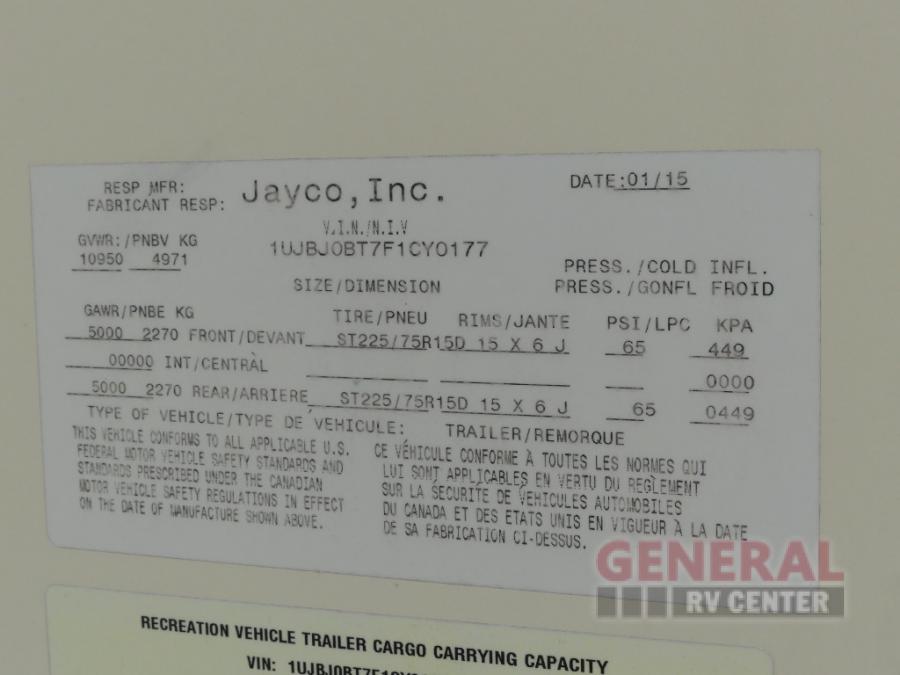 RESP MFR: Jayco, Inc. DATE:01/15
FABRICANT RESP:
V.I.N./N.I.V
GVWR:/PNBV KG 1UJBJ0BT7F1CY0177
10950 4971
PRESS./COLD INFL.
SIZE/DIMENSION PRESS./GONFL FROID
GAWR/PNBE KG TIRE/PNEU RIMS/JANTE PSI/LPC KPA
5000 2270 FRONT/DEVANT ST225/75R15D 15 X 6 J 65 449
00000 INT/CENTRÀL 0000
5000 2270 REAR/ARRIERE ST225/75R15D 15 X 6 J 65 0449
TYPE OF VEHICLE/TYPE DE VEHICULE: TRAILER/REMORQUE
THIS VEHICLE CONFORMS TO ALL APPLICABLE U.S.
FEDERAL MOTOR VEHICLE SAFETY STANDARDS AND
STANDARDS PRESCRIBED UNDER THE CANADIAN
MOTOR VEHICLE SAFETY REGULATIONS IN EFFECT
ON THE DATE OF MANUFACTURE SHOWN ABOVE.
CE VÉHICULE CONFORME À TOUTES LES NORMES QUI
LUI SONT APPLICABLES EN VERTU DU REGLEMENT
SUR LA SÉCURITE DE VEHICULES AUTOMOBILES
DU CANADA ET DES ETATS UNIS EN VIGUEUR À LA DATE
DE SA FABRICATION CI-DESSUS.
GENERAL
RV CENTER
RECREATION VEHICLE TRAILER CARGO CARRYING CAPACITY
VIN: